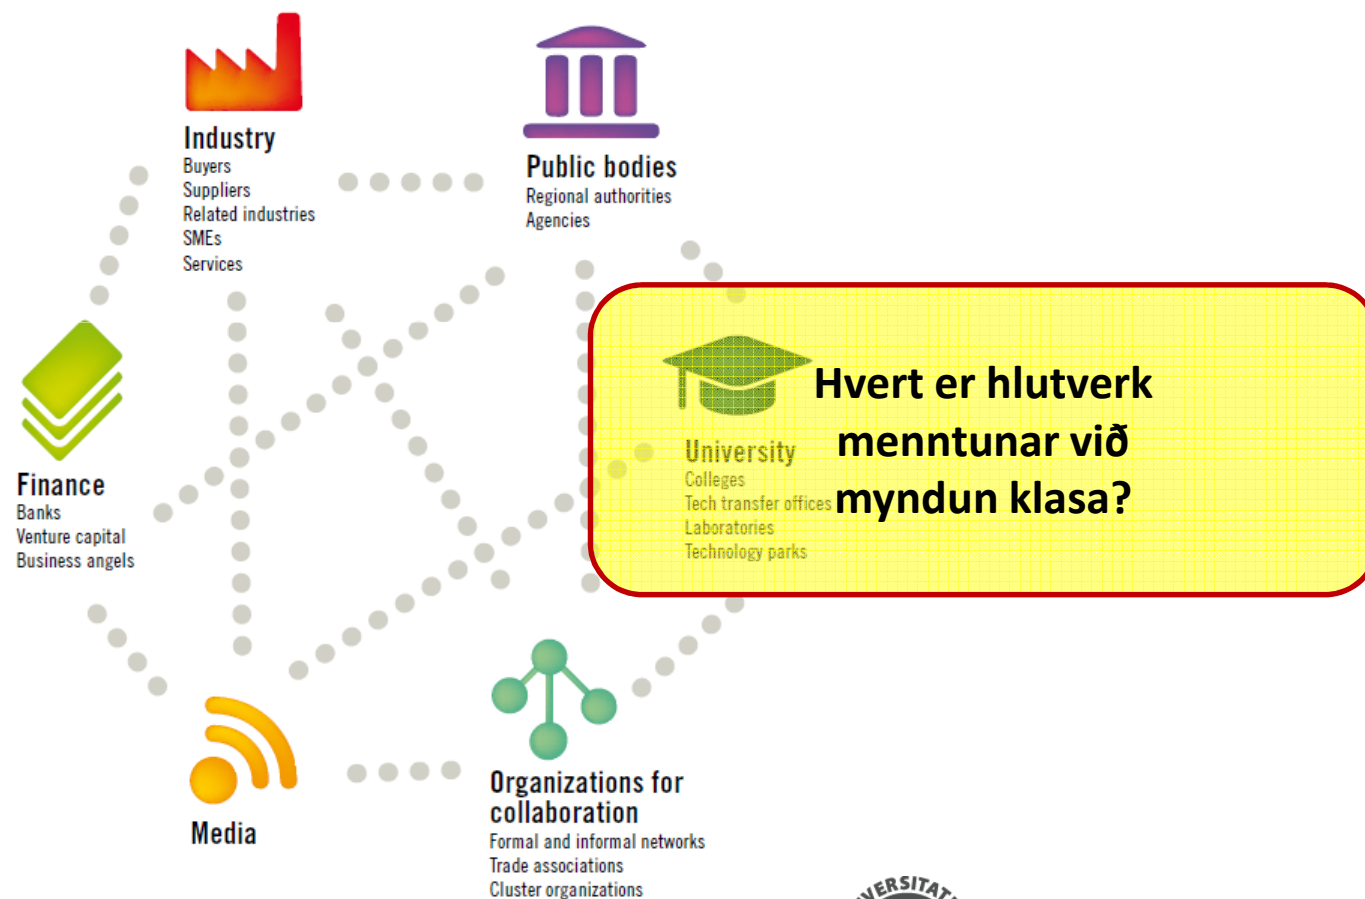 Industry
Buyers
Suppliers
Related industries
SMEs
Services
Public bodies
Regional authorities
Agencies
Finance
Banks
Venture capital
Business angels
University
Colleges
Tech transfer offices
Laboratories
Technology parks
Hvert er hlutverk
menntunar við
myndun klasa?
Media
Organizations for
collaboration
Formal and informal networks
Trade associations
Cluster organizations